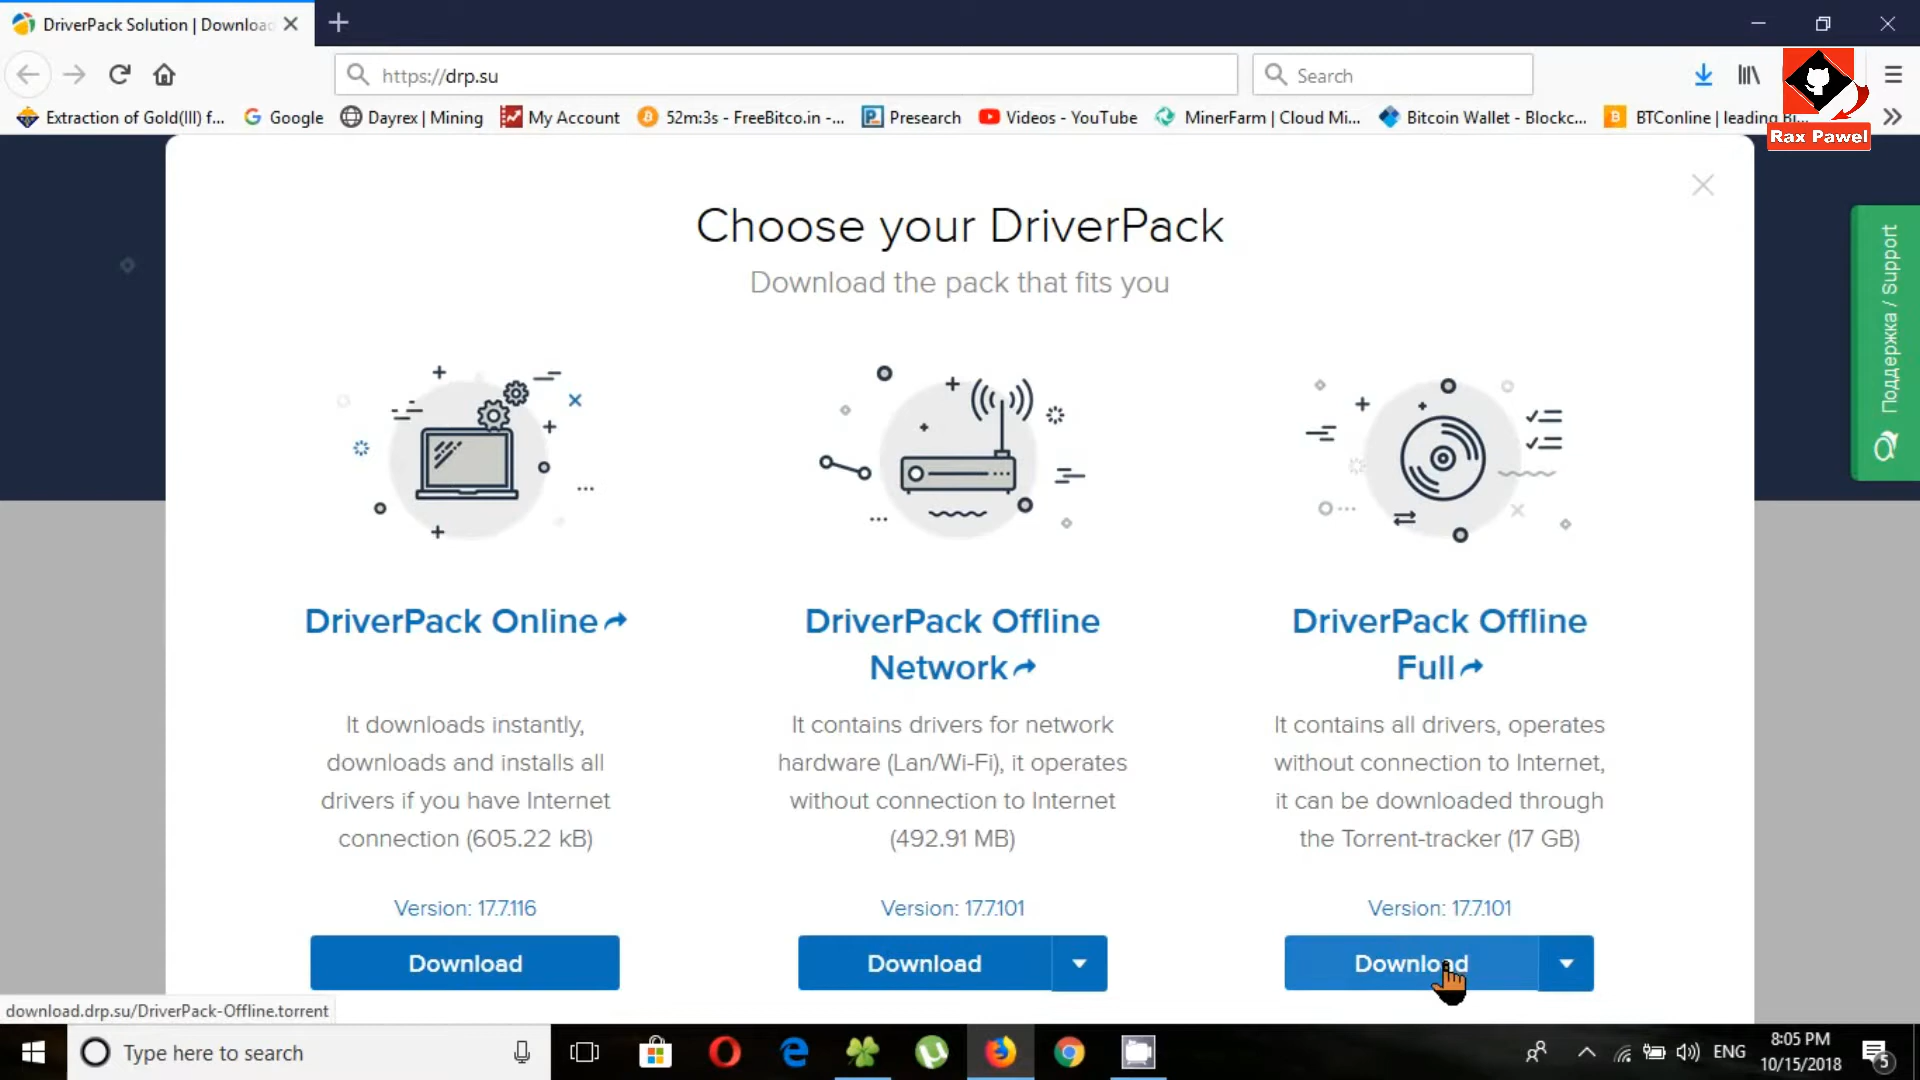 DriverPack Solution | Download
https://drp.su
Search
Extraction of Gold(III) f...
Google
Dayrex | Mining
My Account
52m:3s - FreeBitco.in -...
Presearch
Videos - YouTube
MinerFarm | Cloud Mi...
Bitcoin Wallet - Blockc...
BTConline | leading Bi...
Rax Pawel
Choose your DriverPack
Download the pack that fits you
Поддержка / Support
DriverPack Online
It downloads instantly,
downloads and installs all
drivers if you have Internet
connection (605.22 kB)
Version: 17.7.116
Download
DriverPack Offline
Network
It contains drivers for network
hardware (Lan/Wi-Fi), it operates
without connection to Internet
(492.91 MB)
Version: 17.7.101
Download
DriverPack Offline
Full
It contains all drivers, operates
without connection to Internet,
it can be downloaded through
the Torrent-tracker (17 GB)
Version: 17.7.101
Download
download.drp.su/DriverPack-Offline.torrent
Type here to search
ENG
8:05 PM
10/15/2018
5